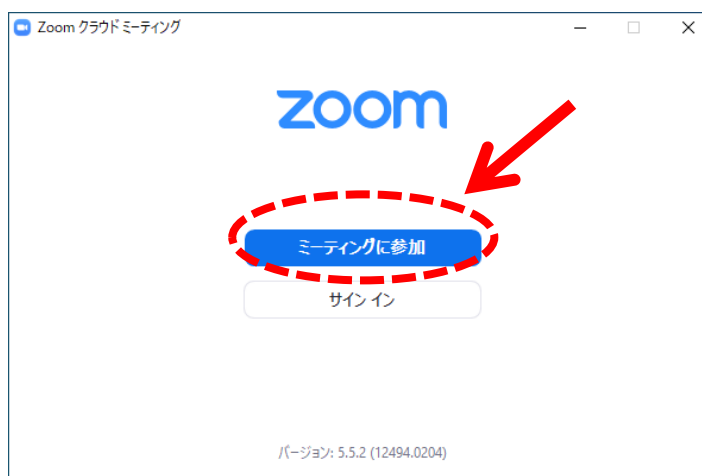 Zoom クラウド ミーティング
zoom
ミーティングに参加
サイン イン
バージョン: 5.5.2 (12494.0204)